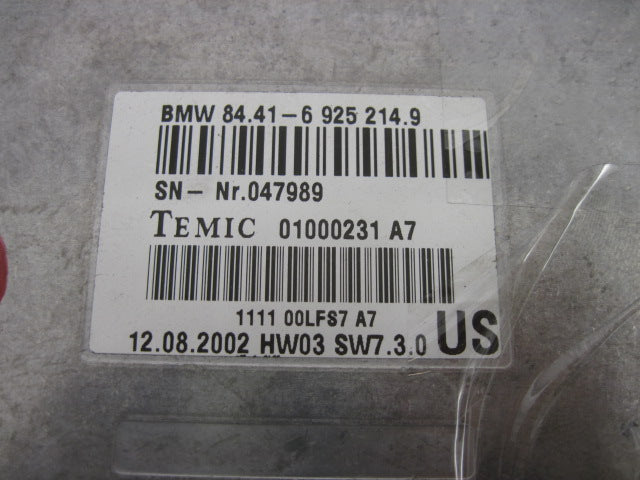 BMW 84.41-6 925 214.9
SN- Nr.047989
TEMIC 01000231 A7
1111 00LFS7 A7
12.08.2002 HW03 SW7.3.0 US